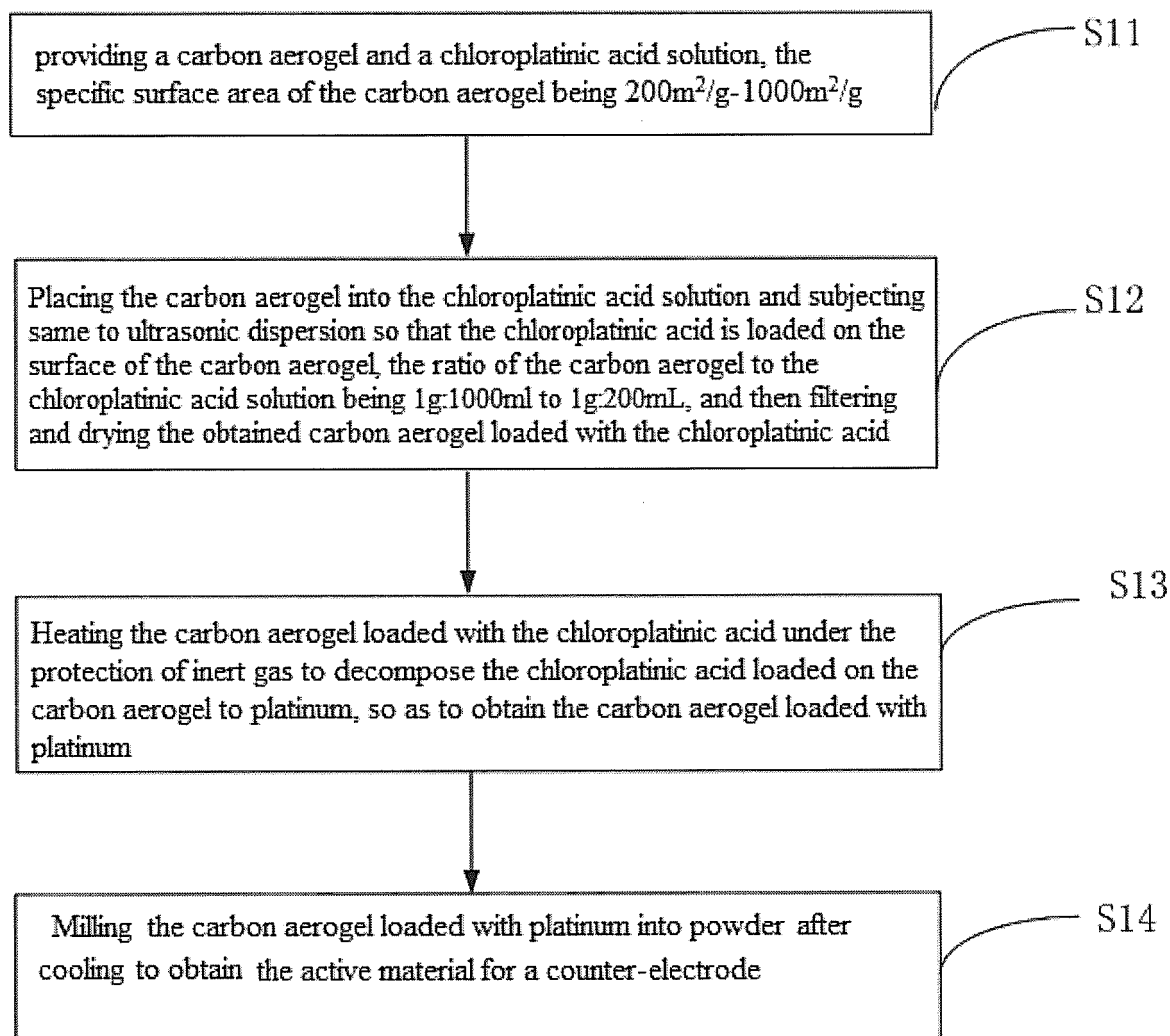 providing a carbon aerogel and a chloroplatinic acid solution, the
specific surface area of the carbon aerogel being 200m²/g-1000m²/g
S11
Placing the carbon aerogel into the chloroplatinic acid solution and subjecting
same to ultrasonic dispersion so that the chloroplatinic acid is loaded on the
surface of the carbon aerogel, the ratio of the carbon aerogel to the
chloroplatinic acid solution being 1g:1000ml to 1g:200mL, and then filtering
and drying the obtained carbon aerogel loaded with the chloroplatinic acid
S12
Heating the carbon aerogel loaded with the chloroplatinic acid under the
protection of inert gas to decompose the chloroplatinic acid loaded on the
carbon aerogel to platinum, so as to obtain the carbon aerogel loaded with
platinum
S13
Milling the carbon aerogel loaded with platinum into powder after
cooling to obtain the active material for a counter-electrode
S14